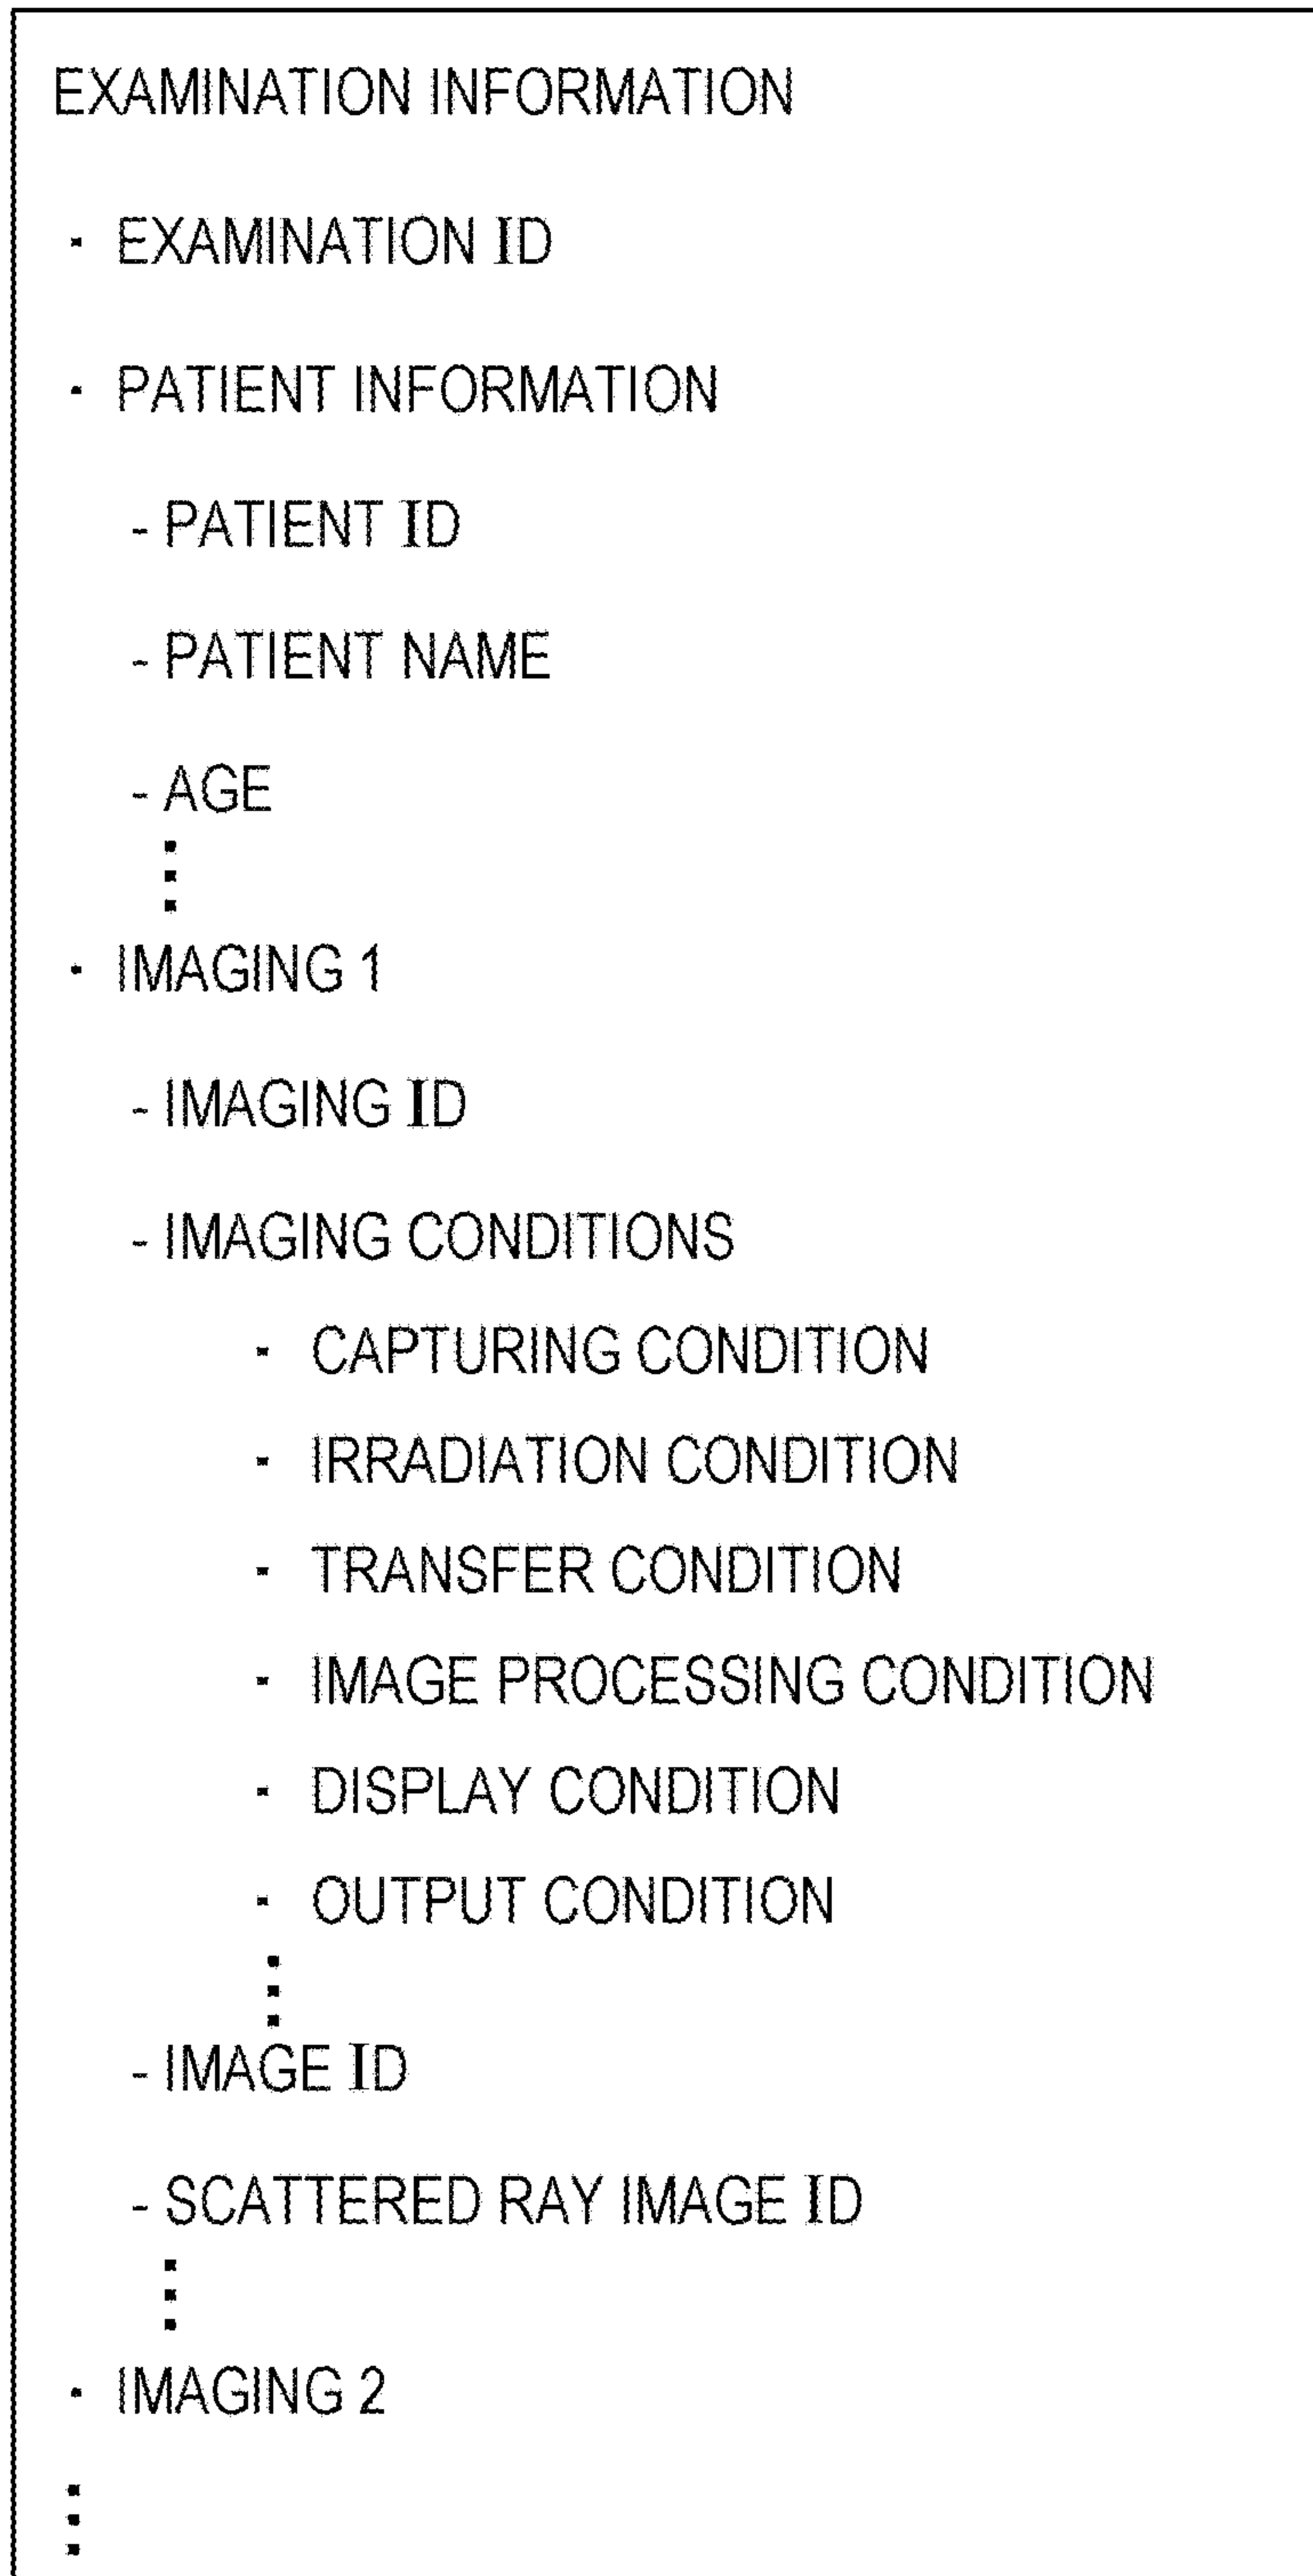 EXAMINATION INFORMATION
· EXAMINATION ID
· PATIENT INFORMATION
- PATIENT ID
- PATIENT NAME
- AGE
⋮
· IMAGING 1
- IMAGING ID
- IMAGING CONDITIONS
· CAPTURING CONDITION
· IRRADIATION CONDITION
· TRANSFER CONDITION
· IMAGE PROCESSING CONDITION
· DISPLAY CONDITION
· OUTPUT CONDITION
⋮
- IMAGE ID
- SCATTERED RAY IMAGE ID
⋮
· IMAGING 2
⋮